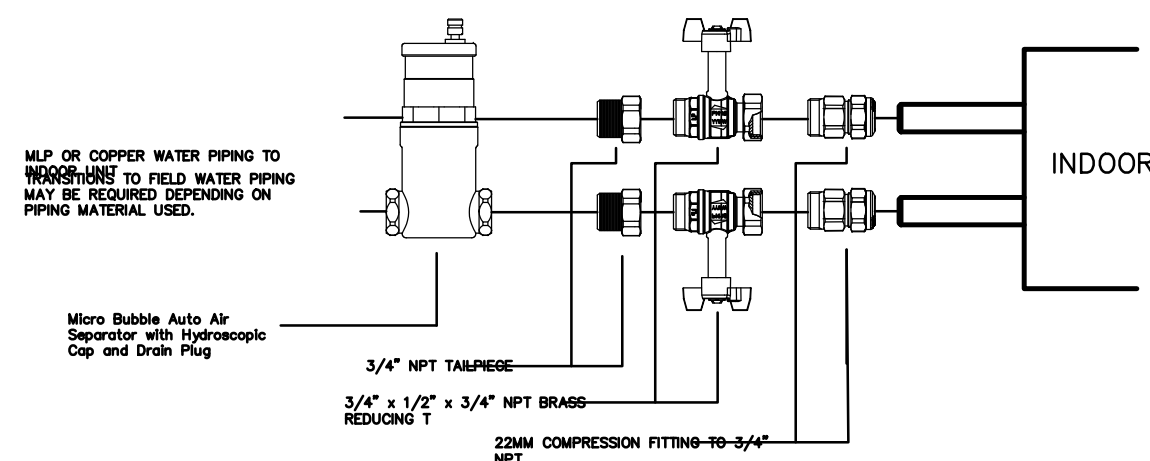 MLP OR COPPER WATER PIPING TO
INDOOR UNIT
TRANSITIONS TO FIELD WATER PIPING
MAY BE REQUIRED DEPENDING ON
PIPING MATERIAL USED.
INDOOR
Micro Bubble Auto Air
Separator with Hydroscopic
Cap and Drain Plug
3/4" NPT TAILPIECE
3/4" x 1/2" x 3/4" NPT BRASS
REDUCING T
22MM COMPRESSION FITTING TO 3/4"
NPT